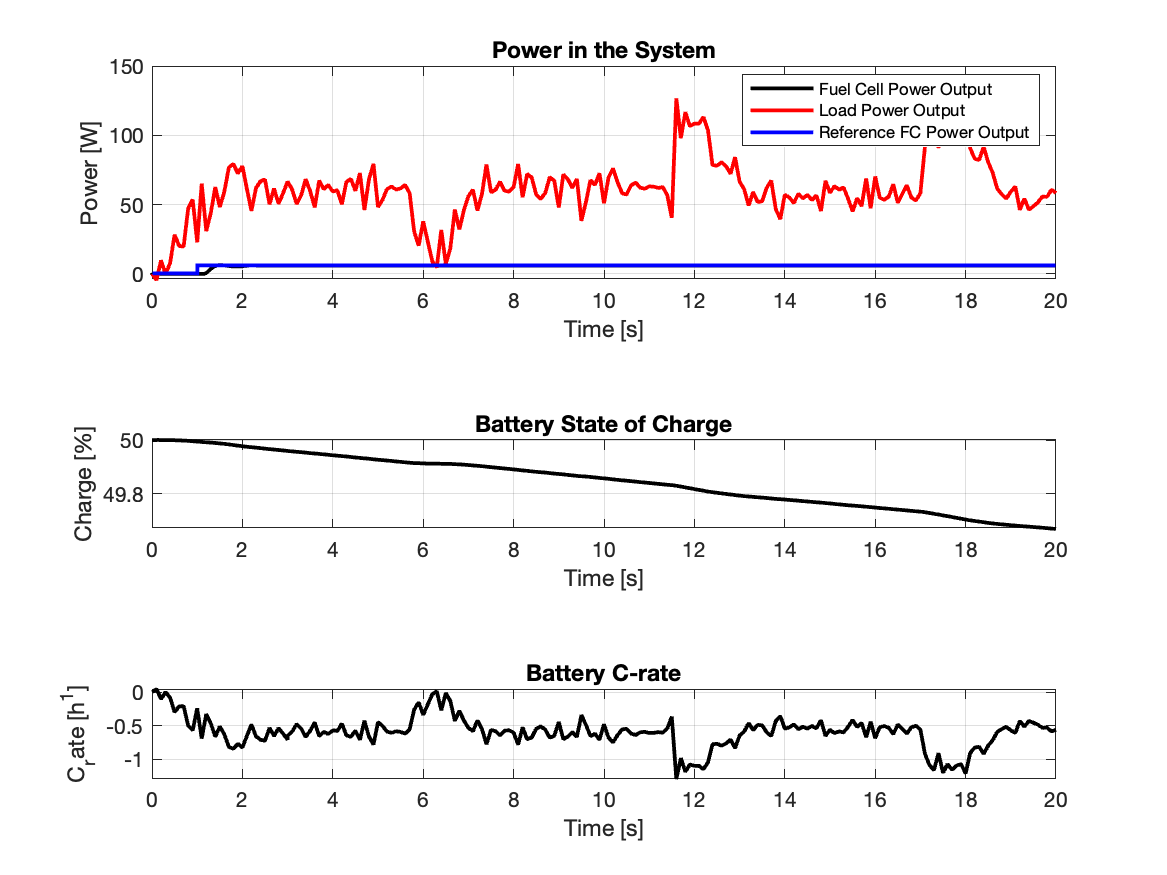 Power in the System
150
100
50
0
Power [W]
Fuel Cell Power Output
Load Power Output
Reference FC Power Output
0 2 4 6 8 10 12 14 16 18 20
Time [s]
Battery State of Charge
50
49.8
Charge [%]
0 2 4 6 8 10 12 14 16 18 20
Time [s]
Battery C-rate
0
-0.5
-1
C_rate [h^1]
0 2 4 6 8 10 12 14 16 18 20
Time [s]